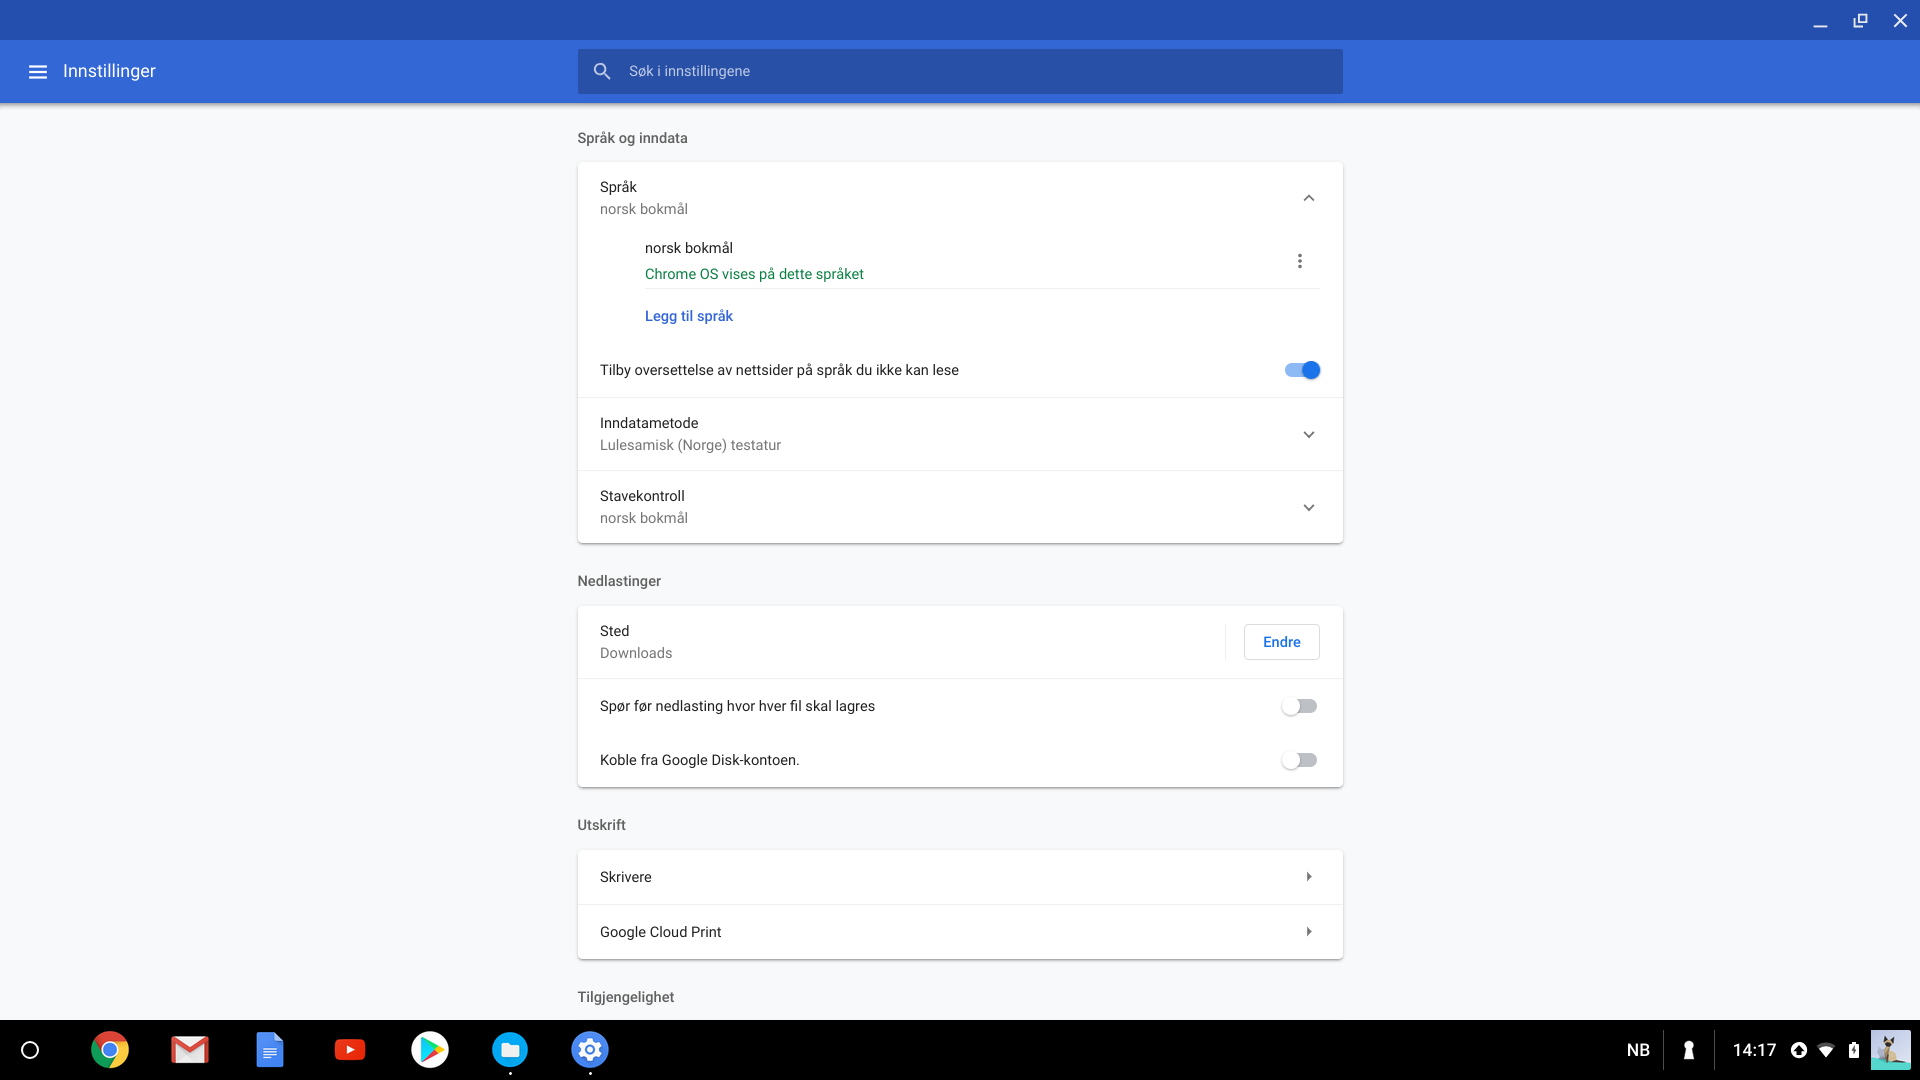 Innstillinger
Søk i innstillingene
Språk og inndata
Språk
norsk bokmål
norsk bokmål
Chrome OS vises på dette språket
Legg til språk
Tilby oversettelse av nettsider på språk du ikke kan lese
Inndatametode
Lulesamisk (Norge) testatur
Stavekontroll
norsk bokmål
Nedlastinger
Sted
Downloads
Endre
Spør før nedlasting hvor hver fil skal lagres
Koble fra Google Disk-kontoen.
Utskrift
Skrivere
Google Cloud Print
Tilgjengelighet
NB
14:17